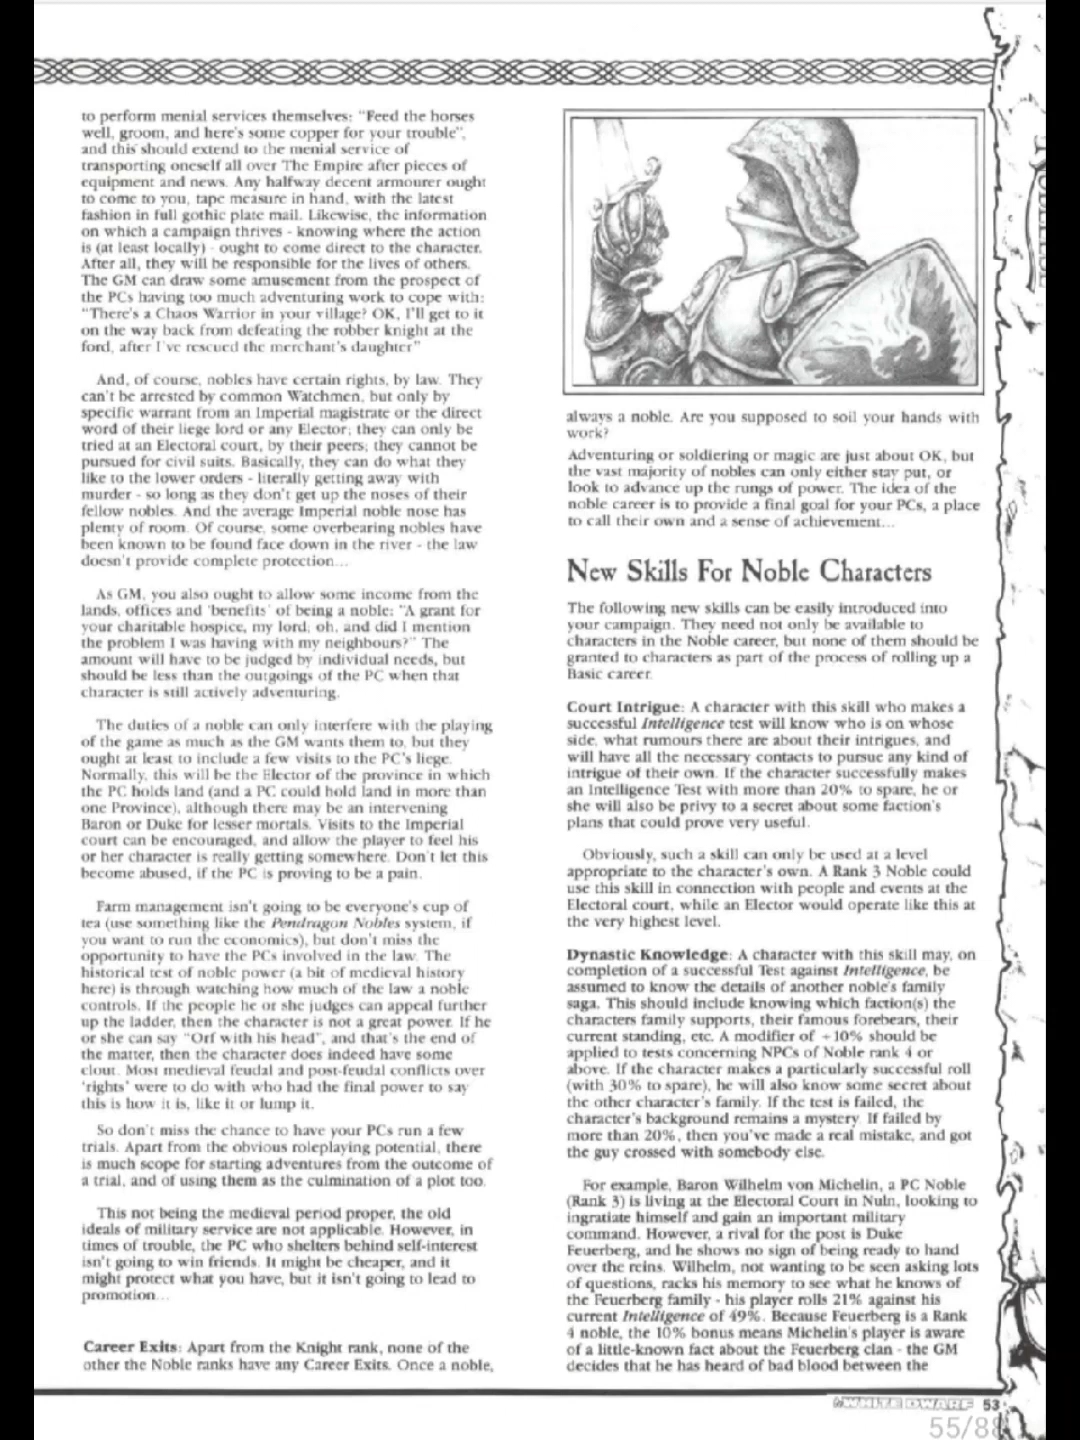 to perform menial services themselves: "Feed the horses
well, groom, and here's some copper for your trouble",
and this should extend to the menial service of
transporting oneself all over The Empire after pieces of
equipment and news. Any halfway decent armourer ought
to come to you, tape measure in hand, with the latest
fashion in full gothic plate mail. Likewise, the information
on which a campaign thrives - knowing where the action
is (at least locally) - ought to come direct to the character.
After all, they will be responsible for the lives of others.
The GM can draw some amusement from the prospect of
the PCs having too much adventuring work to cope with:
"There's a Chaos Warrior in your village? OK, I'll get to it
on the way back from defeating the robber knight at the
ford, after I've rescued the merchant's daughter"
And, of course, nobles have certain rights, by law. They
can't be arrested by common Watchmen, but only by
specific warrant from an Imperial magistrate or the direct
word of their liege lord or any Elector; they can only be
tried at an Electoral court, by their peers; they cannot be
pursued for civil suits. Basically, they can do what they
like to the lower orders - literally getting away with
murder - so long as they don't get up the noses of their
fellow nobles. And the average Imperial noble nose has
plenty of room. Of course, some overbearing nobles have
been known to be found face down in the river - the law
doesn't provide complete protection...
As GM, you also ought to allow some income from the
lands, offices and 'benefits' of being a noble: "A grant for
your charitable hospice, my lord; oh, and did I mention
the problem I was having with my neighbours?" The
amount will have to be judged by individual needs, but
should be less than the outgoings of the PC when that
character is still actively adventuring.
The duties of a noble can only interfere with the playing
of the game as much as the GM wants them to, but they
ought at least to include a few visits to the PC's liege.
Normally, this will be the Elector of the province in which
the PC holds land (and a PC could hold land in more than
one Province), although there may be an intervening
Baron or Duke for lesser mortals. Visits to the Imperial
court can be encouraged, and allow the player to feel his
or her character is really getting somewhere. Don't let this
become abused, if the PC is proving to be a pain.
Farm management isn't going to be everyone's cup of
tea (use something like the Pendragon Nobles system, if
you want to run the economics), but don't miss the
opportunity to have the PCs involved in the law. The
historical test of noble power (a bit of medieval history
here) is through watching how much of the law a noble
controls. If the people he or she judges can appeal further
up the ladder, then the character is not a great power. If he
or she can say "Orf with his head", and that's the end of
the matter, then the character does indeed have some
clout. Most medieval feudal and post-feudal conflicts over
'rights' were to do with who had the final power to say
this is how it is, like it or lump it.
So don't miss the chance to have your PCs run a few
trials. Apart from the obvious roleplaying potential, there
is much scope for starting adventures from the outcome of
a trial, and of using them as the culmination of a plot too.
This not being the medieval period proper, the old
ideals of military service are not applicable. However, in
times of trouble, the PC who shelters behind self-interest
isn't going to win friends. It might be cheaper, and it
might protect what you have, but it isn't going to lead to
promotion...
Career Exits: Apart from the Knight rank, none of the
other the Noble ranks have any Career Exits. Once a noble,
always a noble. Are you supposed to soil your hands with
work?
Adventuring or soldiering or magic are just about OK, but
the vast majority of nobles can only either stay put, or
look to advance up the rungs of power. The idea of the
noble career is to provide a final goal for your PCs, a place
to call their own and a sense of achievement...
New Skills For Noble Characters
The following new skills can be easily introduced into
your campaign. They need not only be available to
characters in the Noble career, but none of them should be
granted to characters as part of the process of rolling up a
Basic career.
Court Intrigue: A character with this skill who makes a
successful Intelligence test will know who is on whose
side, what rumours there are about their intrigues, and
will have all the necessary contacts to pursue any kind of
intrigue of their own. If the character successfully makes
an Intelligence Test with more than 20% to spare, he or
she will also be privy to a secret about some faction's
plans that could prove very useful.
Obviously, such a skill can only be used at a level
appropriate to the character's own. A Rank 3 Noble could
use this skill in connection with people and events at the
Electoral court, while an Elector would operate like this at
the very highest level.
Dynastic Knowledge: A character with this skill may, on
completion of a successful Test against Intelligence, be
assumed to know the details of another noble's family
saga. This should include knowing which faction(s) the
characters family supports, their famous forebears, their
current standing, etc. A modifier of +10% should be
applied to tests concerning NPCs of Noble rank 4 or
above. If the character makes a particularly successful roll
(with 30% to spare), he will also know some secret about
the other character's family. If the test is failed, the
character's background remains a mystery. If failed by
more than 20%, then you've made a real mistake, and got
the guy crossed with somebody else.
For example, Baron Wilhelm von Michelin, a PC Noble
(Rank 3) is living at the Electoral Court in Nuln, looking to
ingratiate himself and gain an important military
command. However, a rival for the post is Duke
Feuerberg, and he shows no sign of being ready to hand
over the reins. Wilhelm, not wanting to be seen asking lots
of questions, racks his memory to see what he knows of
the Feuerberg family - his player rolls 21% against his
current Intelligence of 49%. Because Feuerberg is a Rank
4 noble, the 10% bonus means Michelin's player is aware
of a little-known fact about the Feuerberg clan - the GM
decides that he has heard of bad blood between the
WHITE DWARF 53
55/88